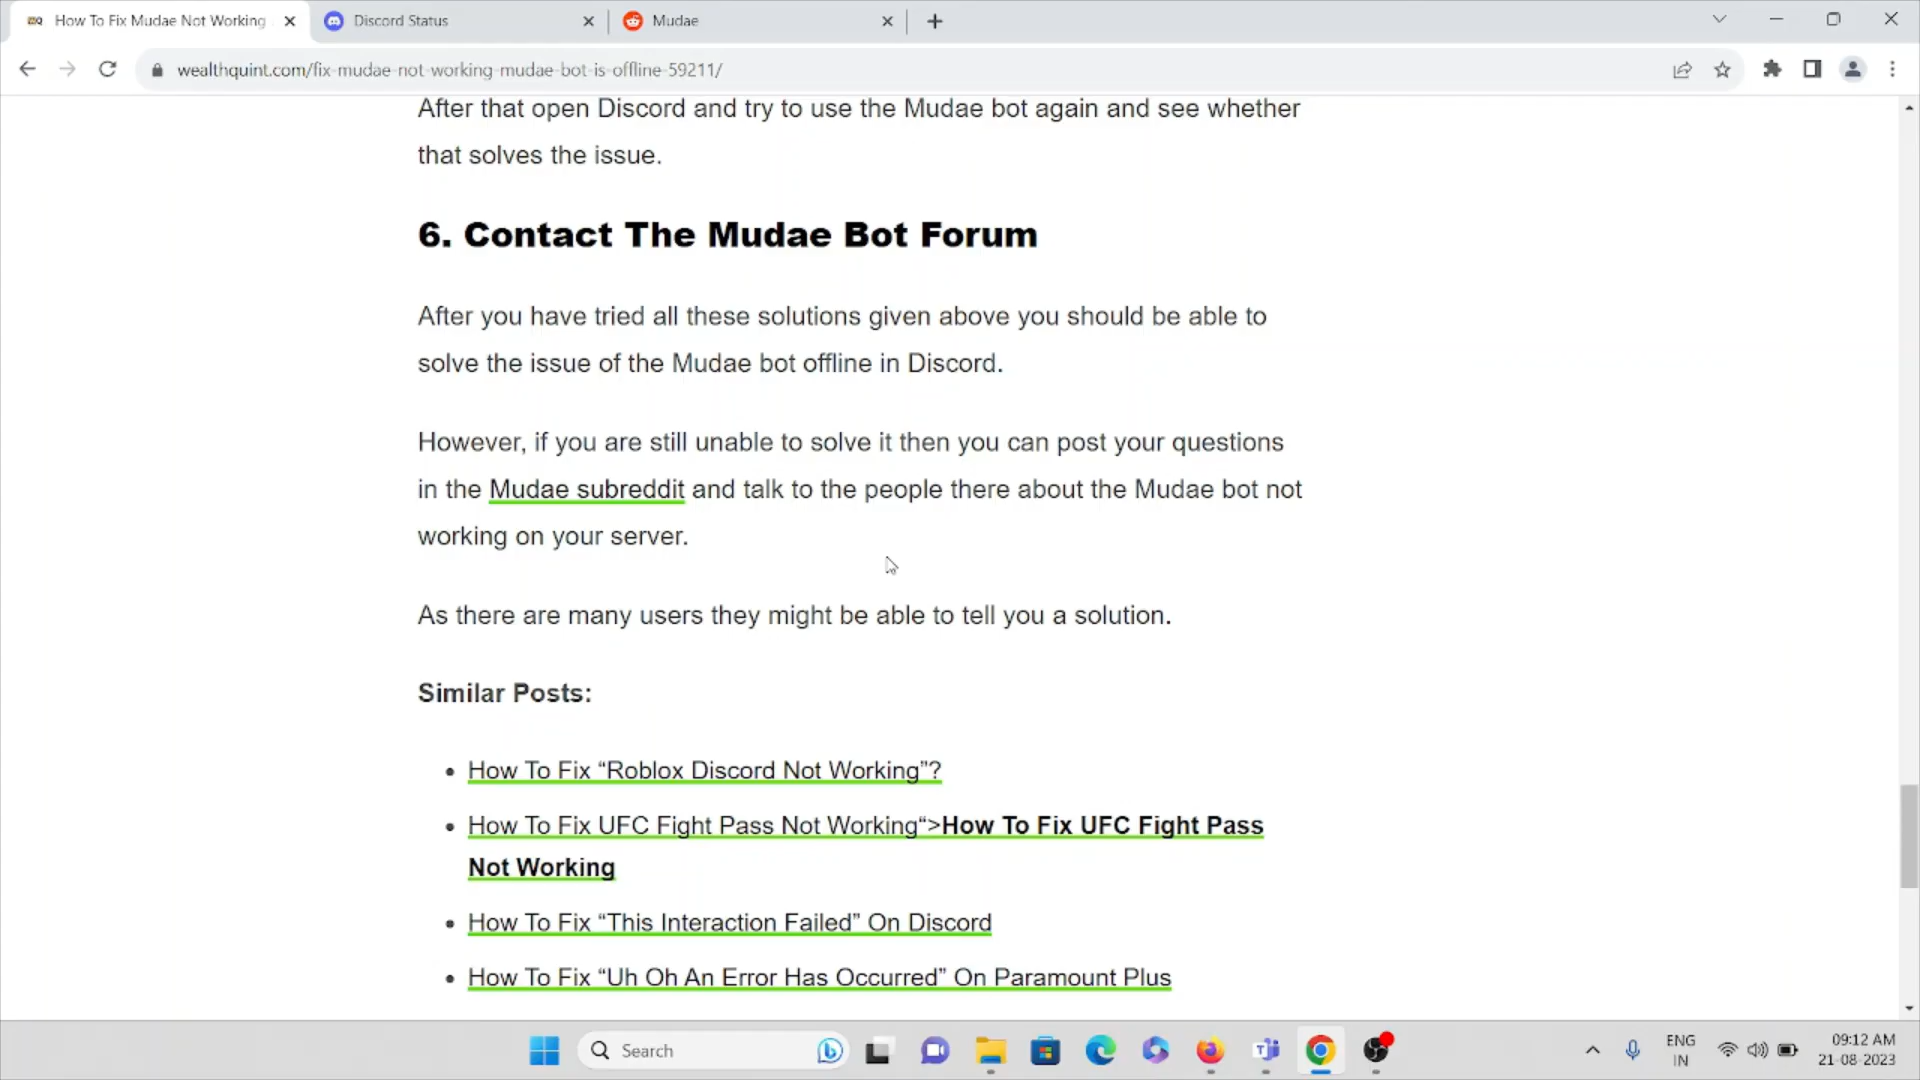 How To Fix Mudae Not Working
Discord Status
Mudae
wealthquint.com/fix-mudae-not-working-mudae-bot-is-offline-59211/
After that open Discord and try to use the Mudae bot again and see whether
that solves the issue.
6. Contact The Mudae Bot Forum
After you have tried all these solutions given above you should be able to
solve the issue of the Mudae bot offline in Discord.
However, if you are still unable to solve it then you can post your questions
in the Mudae subreddit and talk to the people there about the Mudae bot not
working on your server.
As there are many users they might be able to tell you a solution.
Similar Posts:
• How To Fix “Roblox Discord Not Working”?
• How To Fix UFC Fight Pass Not Working“>How To Fix UFC Fight Pass
Not Working
• How To Fix “This Interaction Failed” On Discord
• How To Fix “Uh Oh An Error Has Occurred” On Paramount Plus
Search
ENG
IN
09:12 AM
21-08-2023